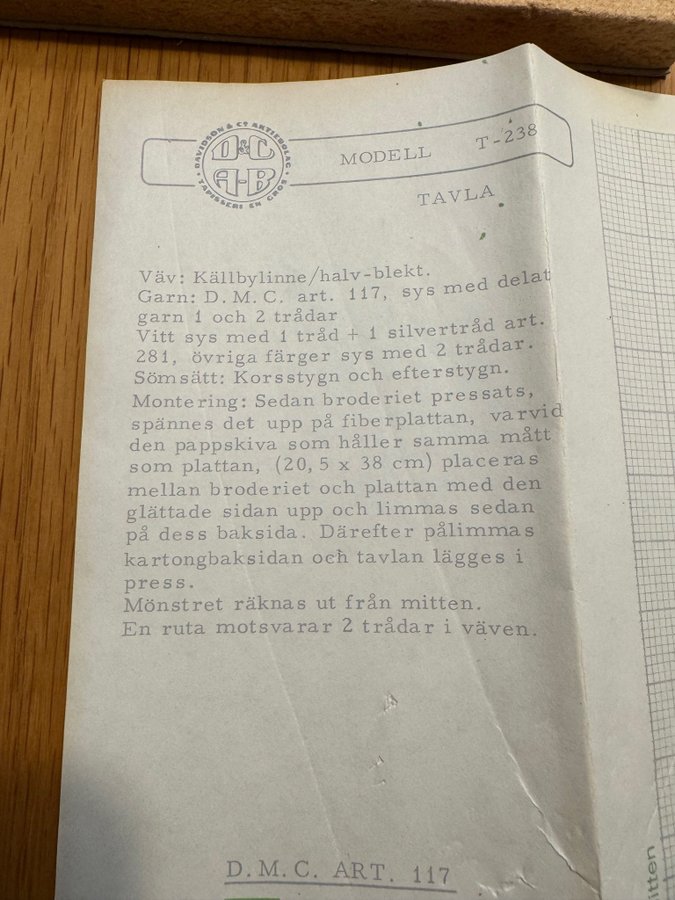 DAVIDSON & Cº AKTIEBOLAG
D&C
A-B
TAPISSERI EN GROS
MODELL T-238
TAVLA
Väv: Källbylinne/halv-blekt.
Garn: D.M.C. art. 117, sys med delat
garn 1 och 2 trådar
Vitt sys med 1 tråd + 1 silvertråd art.
281, övriga färger sys med 2 trådar.
Sömsätt: Korsstygn och efterstygn.
Montering: Sedan broderiet pressats,
spännes det upp på fiberplattan, varvid
den pappskiva som håller samma mått
som plattan, (20,5 x 38 cm) placeras
mellan broderiet och plattan med den
glättade sidan upp och limmas sedan
på dess baksida. Därefter pålimmas
kartongbaksidan och tavlan lägges i
press.
Mönstret räknas ut från mitten.
En ruta motsvarar 2 trådar i väven.
D.M.C. ART. 117
itten